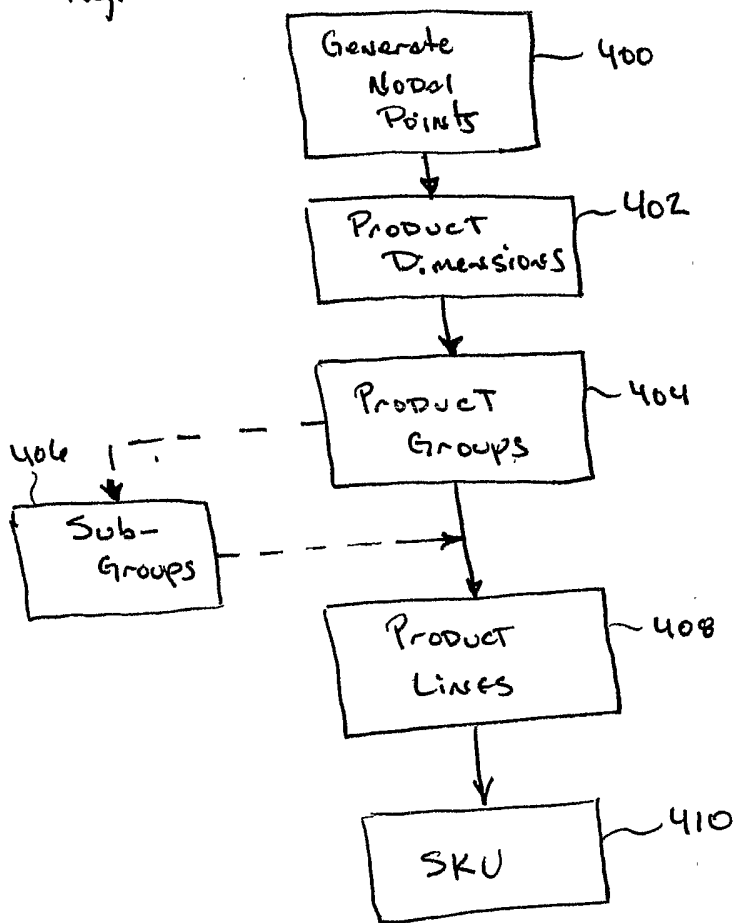 Generate
Nodal
Points
400
Product
Dimensions
402
Product
Groups
404
406
Sub-
Groups
Product
Lines
408
SKU
410